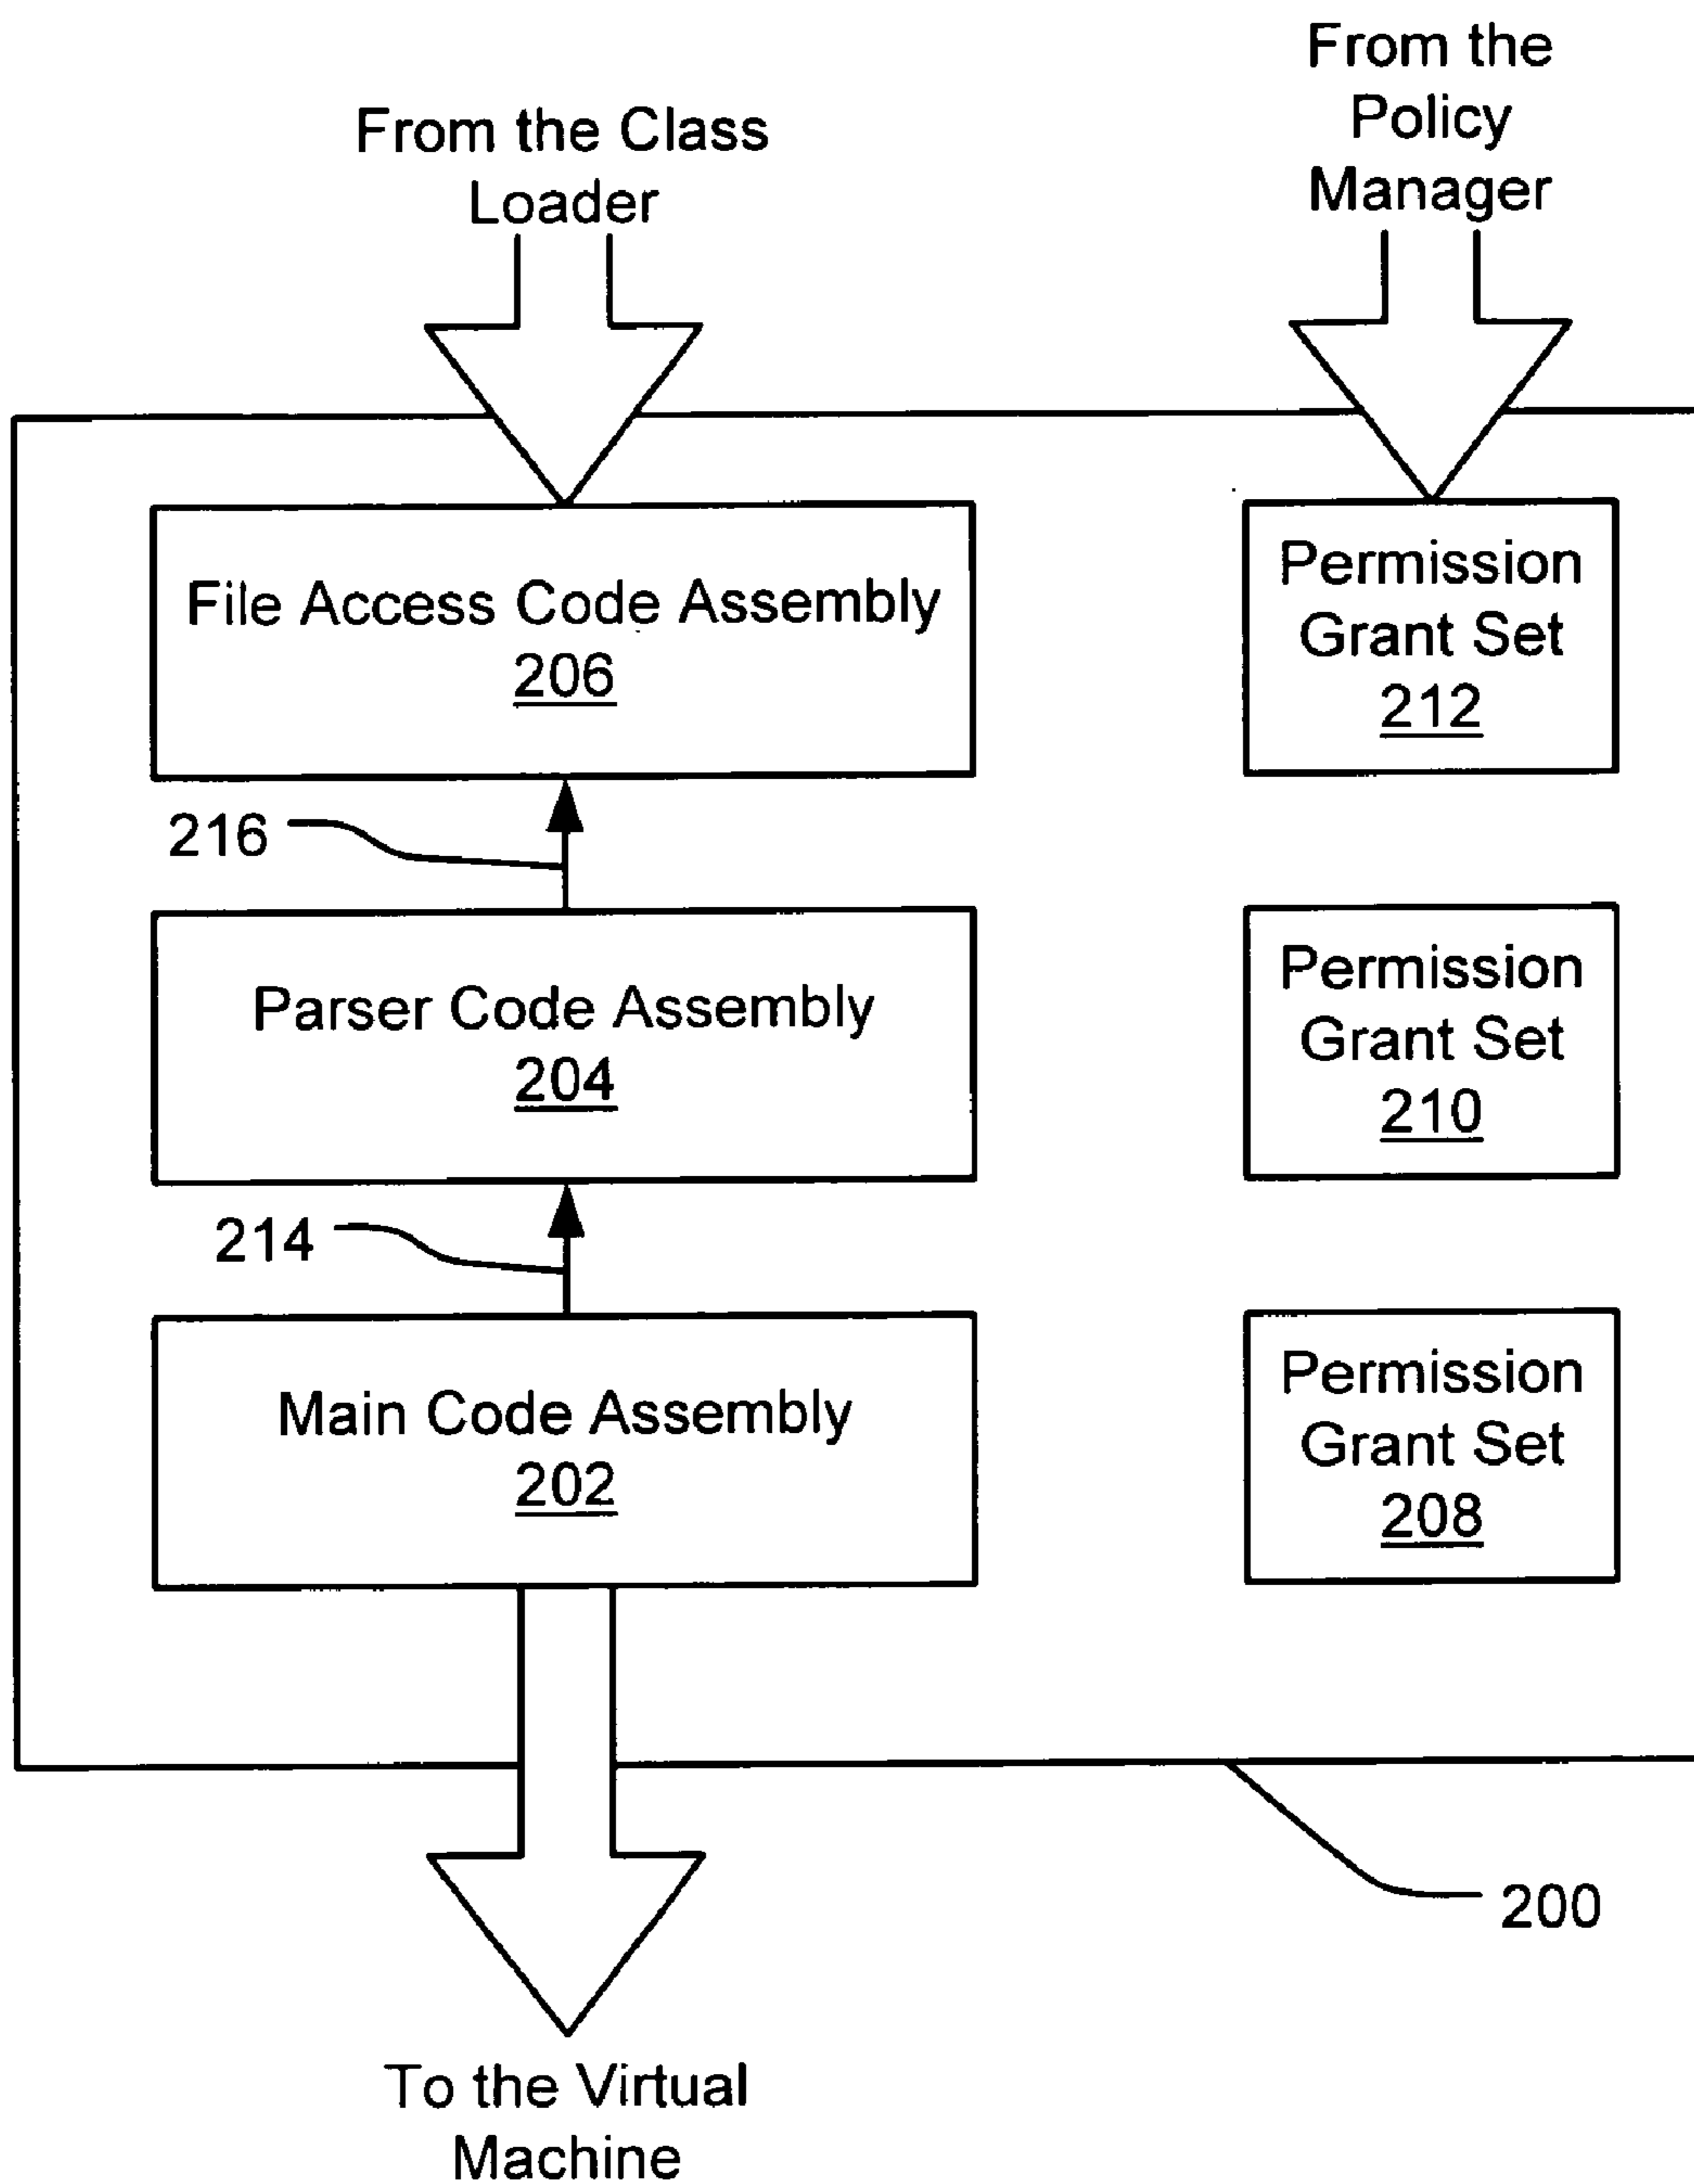 From the Class
Loader
From the
Policy
Manager
File Access Code Assembly
206
Permission
Grant Set
212
216
Parser Code Assembly
204
Permission
Grant Set
210
214
Main Code Assembly
202
Permission
Grant Set
208
200
To the Virtual
Machine